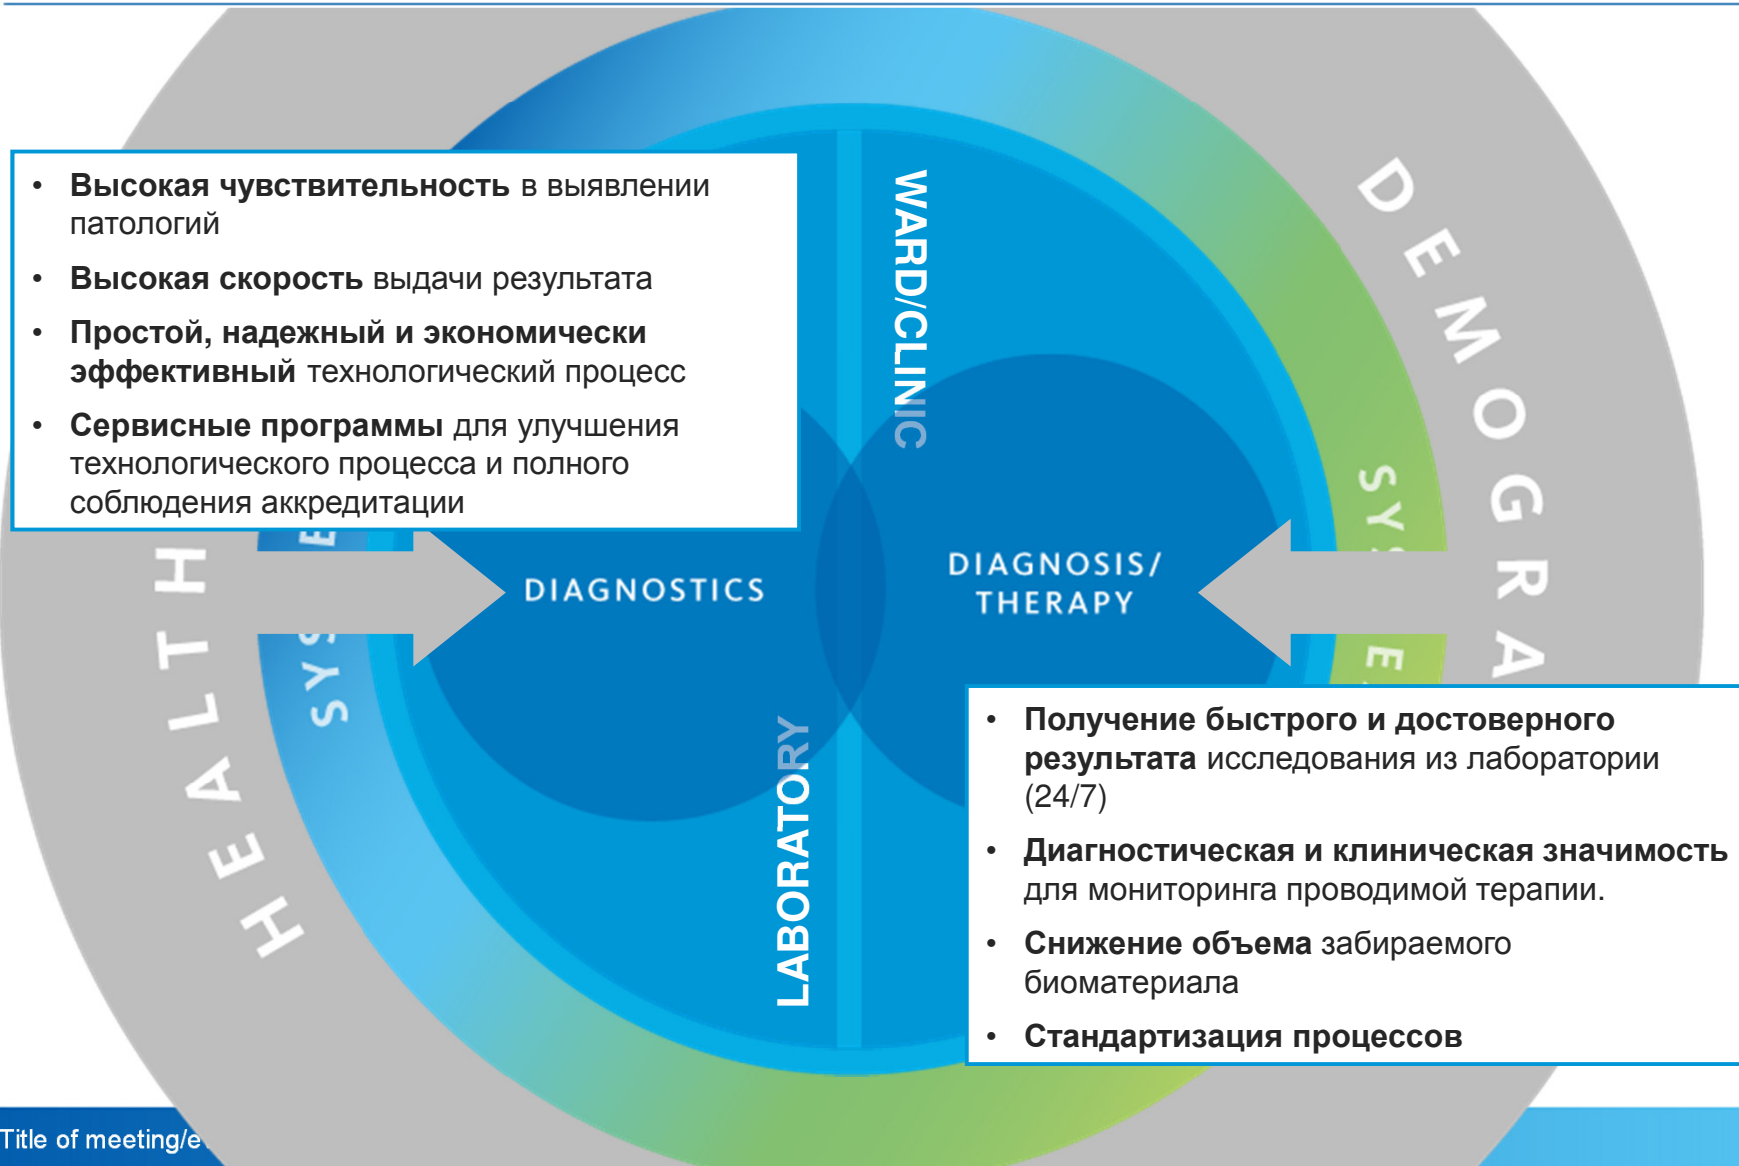 • Высокая чувствительность в выявлении
патологий
• Высокая скорость выдачи результата
• Простой, надежный и экономически
эффективный технологический процесс
• Сервисные программы для улучшения
технологического процесса и полного
соблюдения аккредитации
WARD/CLINIC
DEMOGRA
SYS
HEALTH
SYS
DIAGNOSTICS
DIAGNOSIS/
THERAPY
LABORATORY
• Получение быстрого и достоверного
результата исследования из лаборатории
(24/7)
• Диагностическая и клиническая значимость
для мониторинга проводимой терапии.
• Снижение объема забираемого
биоматериала
• Стандартизация процессов
Title of meeting/e